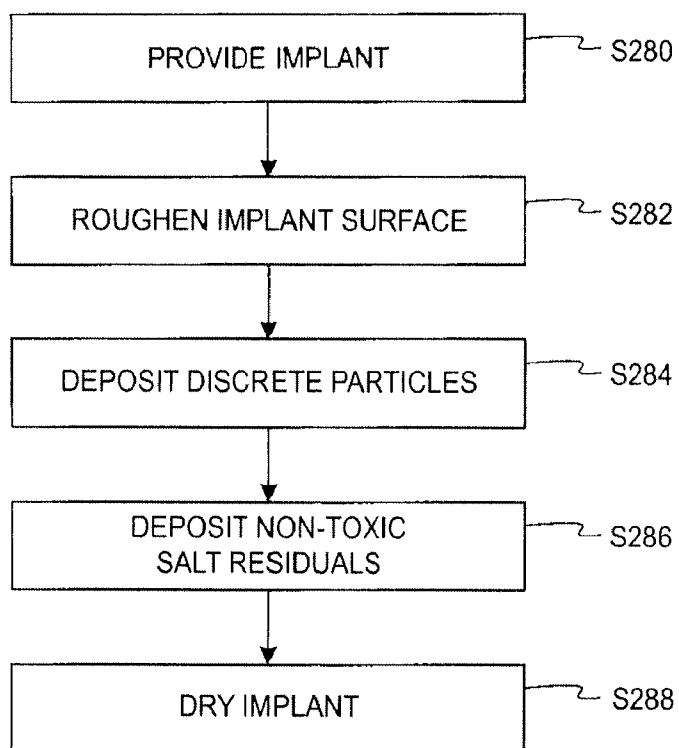 PROVIDE IMPLANT
S280
ROUGHEN IMPLANT SURFACE
S282
DEPOSIT DISCRETE PARTICLES
S284
DEPOSIT NON-TOXIC
SALT RESIDUALS
S286
DRY IMPLANT
S288